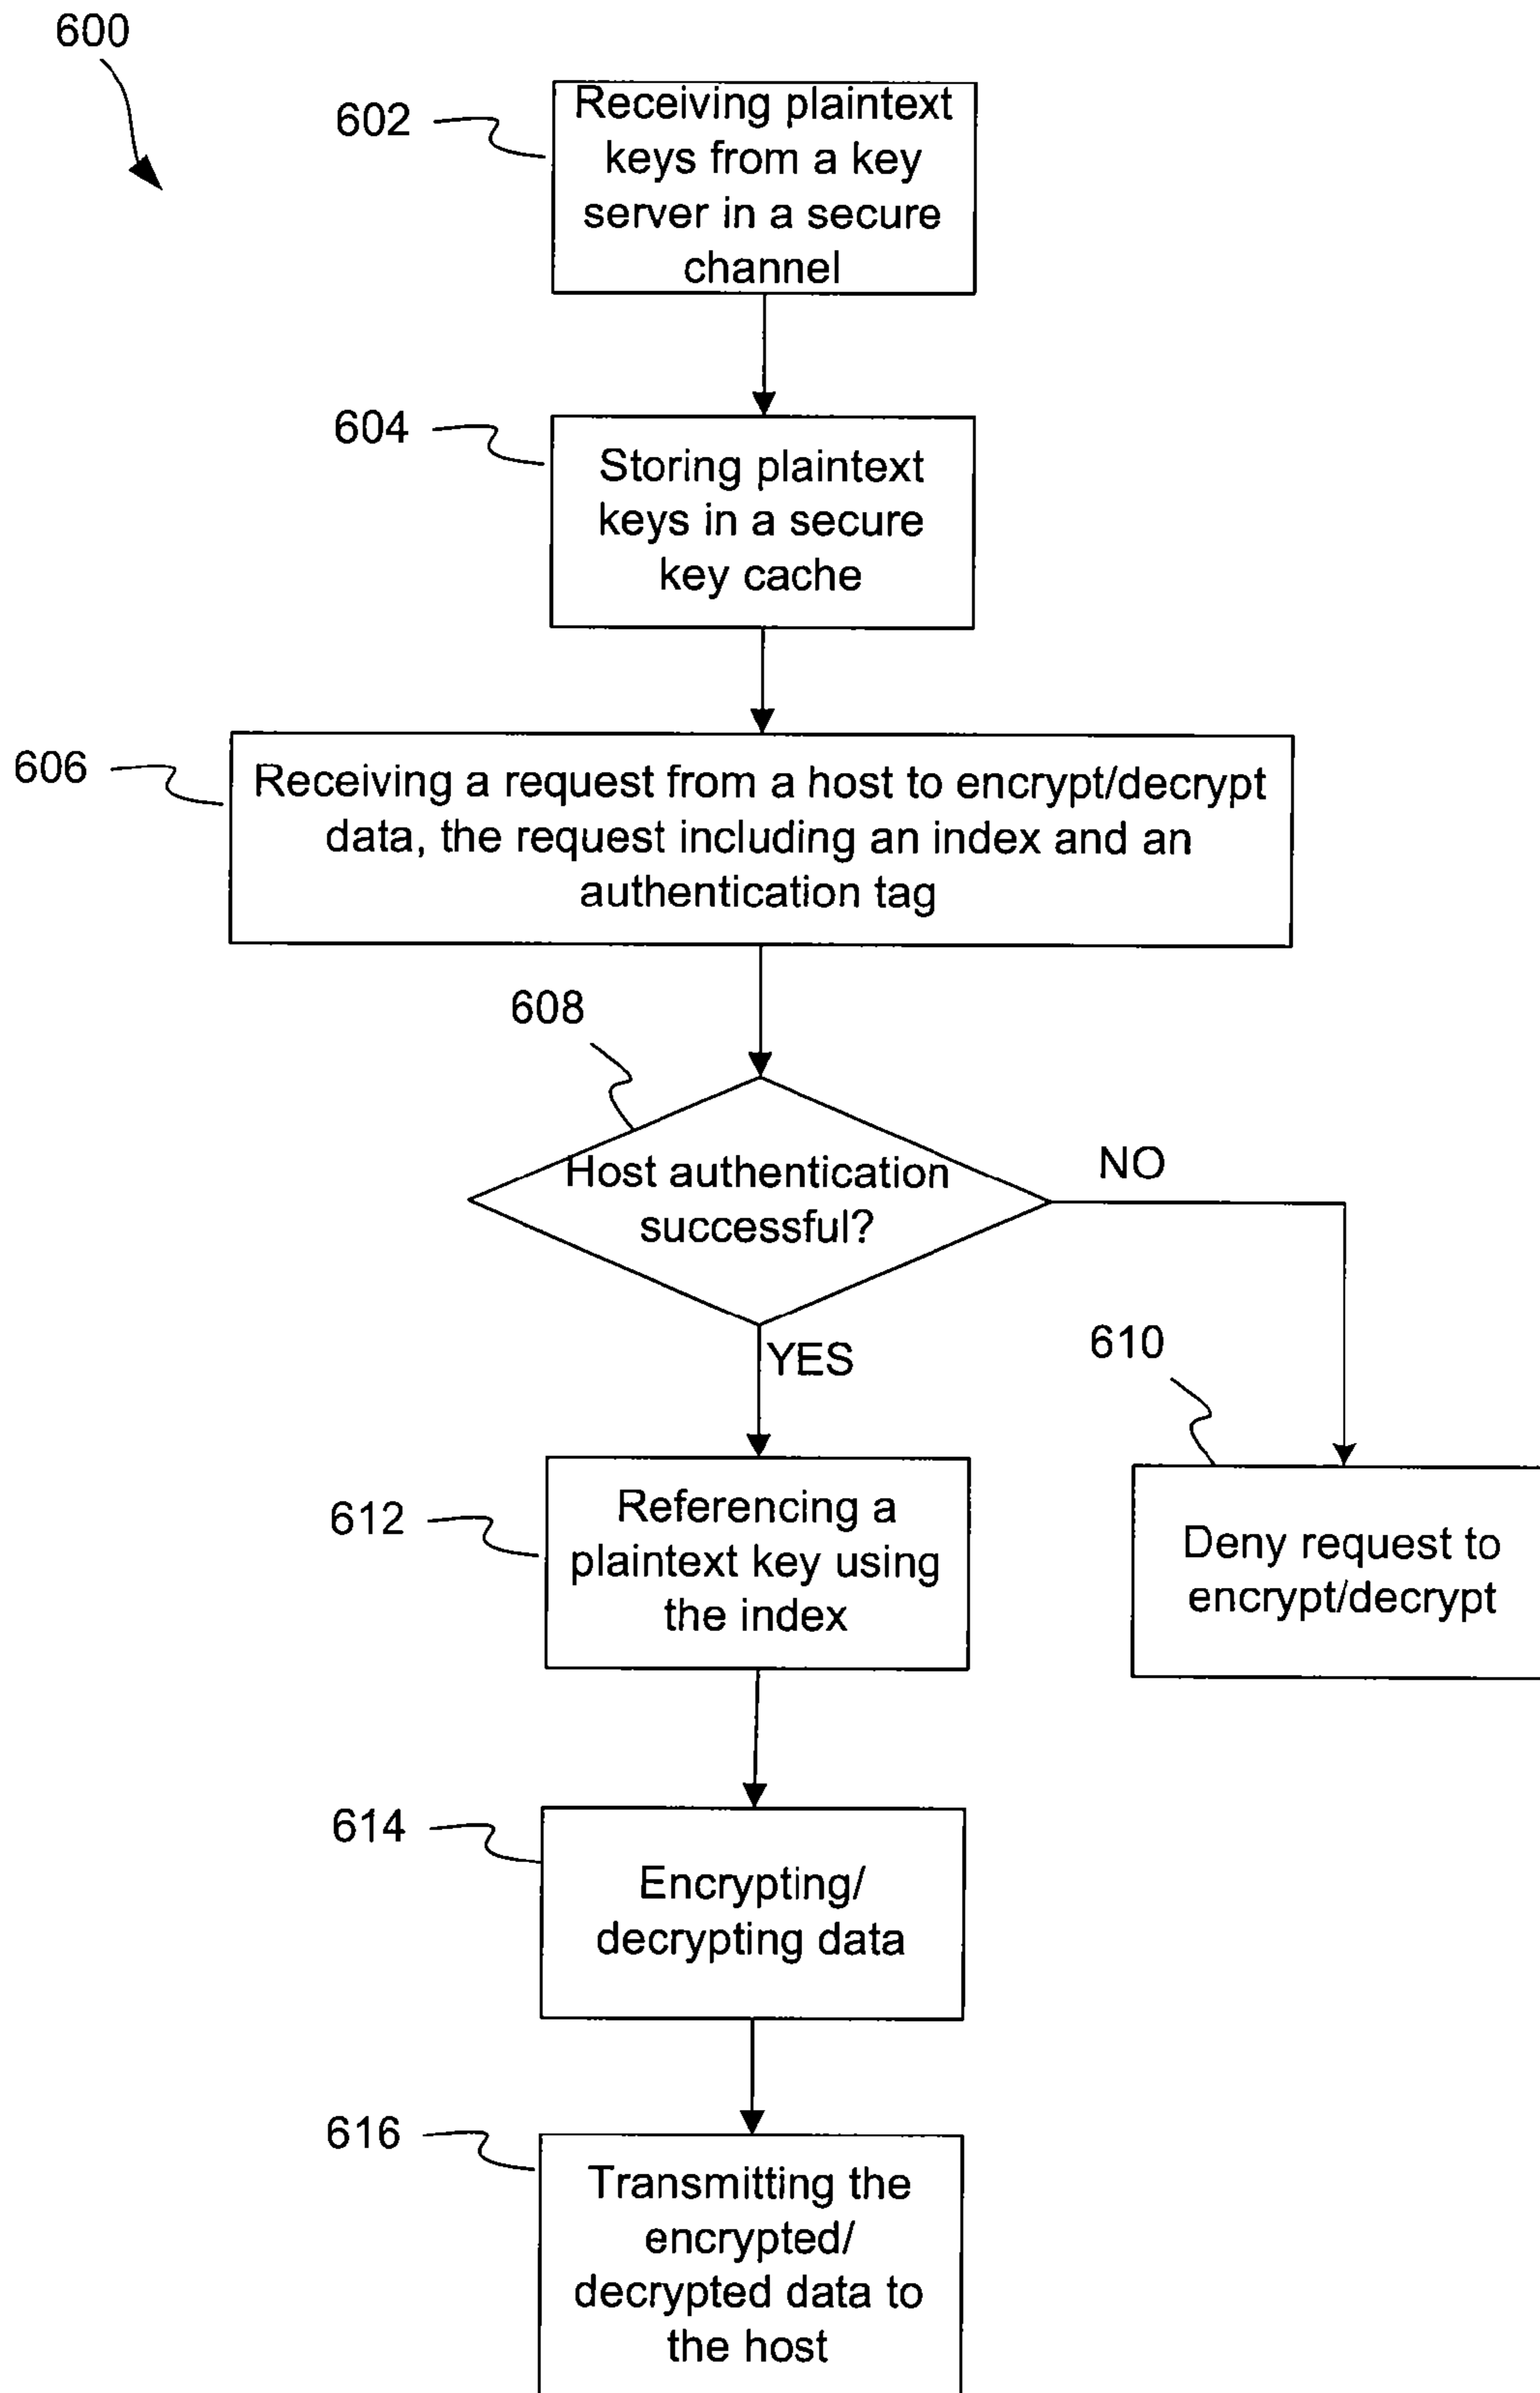 600
602
Receiving plaintext
keys from a key
server in a secure
channel
604
Storing plaintext
keys in a secure
key cache
606
Receiving a request from a host to encrypt/decrypt
data, the request including an index and an
authentication tag
608
Host authentication
successful?
NO
YES
610
Deny request to
encrypt/decrypt
612
Referencing a
plaintext key using
the index
614
Encrypting/
decrypting data
616
Transmitting the
encrypted/
decrypted data to
the host